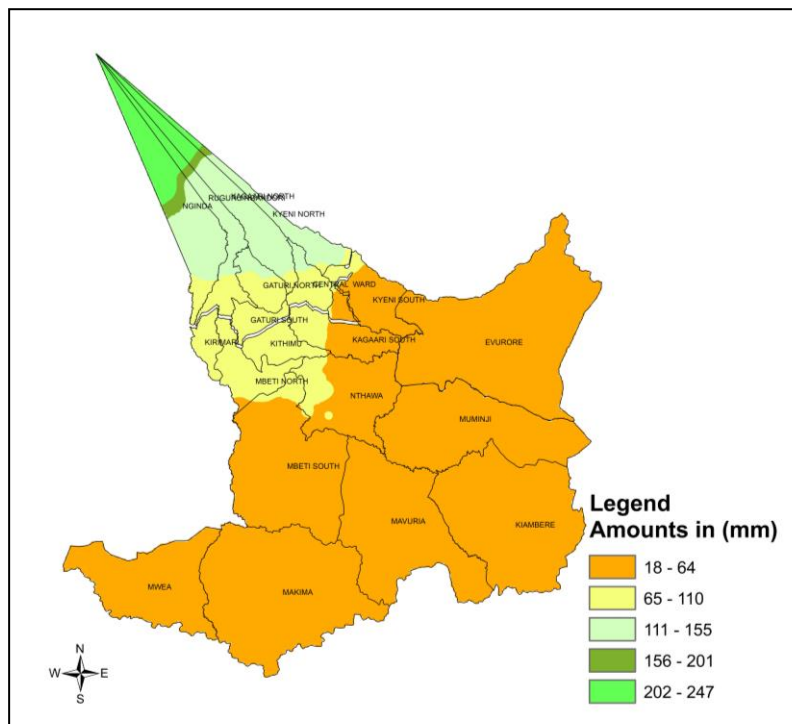 KAGAARI NORTH
NGINDA
KYENI NORTH
GATURI NORTH
CENTRAL WARD
KYENI SOUTH
GATURI SOUTH
KIRIMARI
KITHIMU
KAGAARI SOUTH
EVURORE
MBETI NORTH
NTHAWA
MUMINJI
MBETI SOUTH
MAVURIA
KIAMBERE
MWEA
MAKIMA
Legend
Amounts in (mm)
18 - 64
65 - 110
111 - 155
156 - 201
202 - 247
N
W E
S